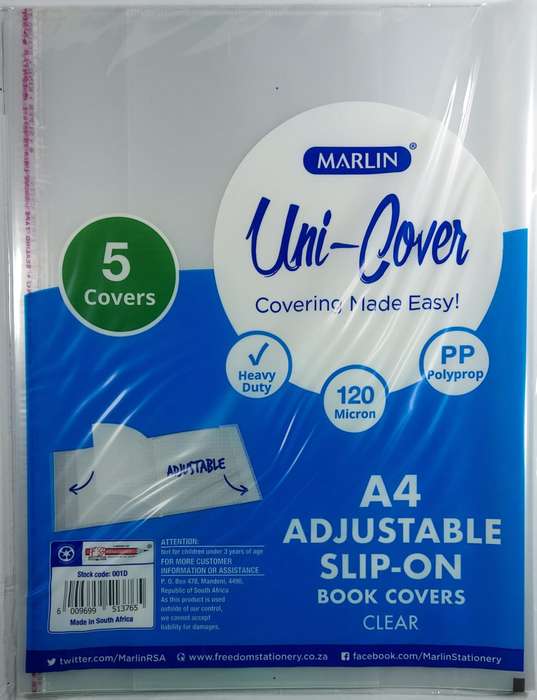 MARLIN®
Uni-Cover
Covering Made Easy!
5
Covers
✓
Heavy
Duty
120
Micron
PP
Polyprop
ADJUSTABLE
A4
ADJUSTABLE
SLIP-ON
BOOK COVERS
CLEAR
Stock code: 001D
6 009699 513765
Made in South Africa
ATTENTION:
Not for children under 3 years of age
FOR MORE CUSTOMER
INFORMATION OR ASSISTANCE
P. O. Box 478, Mandeni, 4490,
Republic of South Africa
As this product is used
outside of our control,
we cannot accept
liability for damages.
twitter.com/MarlinRSA
www.freedomstationery.co.za
facebook.com/MarlinStationery